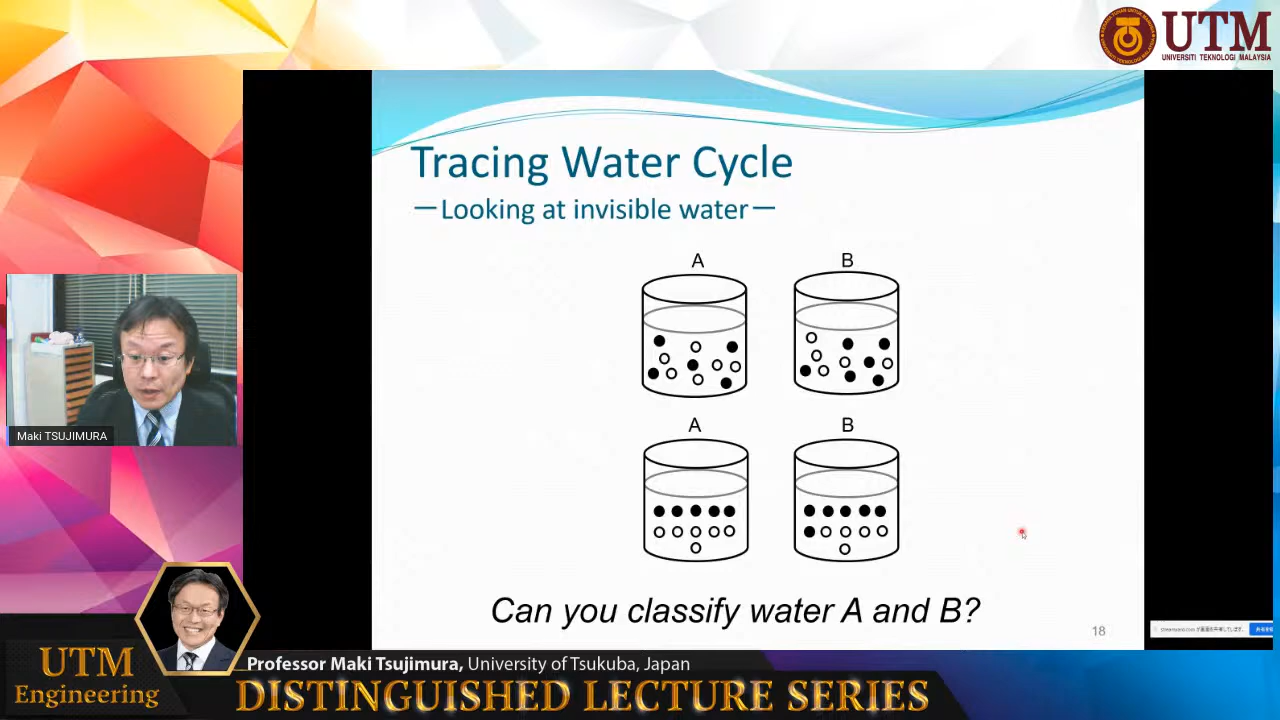 UTM
UNIVERSITI TEKNOLOGI MALAYSIA
Tracing Water Cycle
—Looking at invisible water—
A
B
A
B
Can you classify water A and B?
18
Maki TSUJIMURA
Professor Maki Tsujimura, University of Tsukuba, Japan
UTM
Engineering
DISTINGUISHED LECTURE SERIES